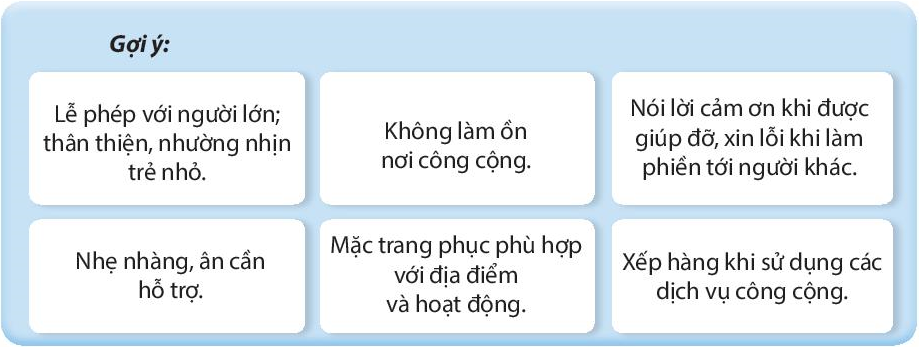 Gợi ý:
Lễ phép với người lớn;
thân thiện, nhường nhịn
trẻ nhỏ.
Không làm ồn
nơi công cộng.
Nói lời cảm ơn khi được
giúp đỡ, xin lỗi khi làm
phiền tới người khác.
Nhẹ nhàng, ân cần
hỗ trợ.
Mặc trang phục phù hợp
với địa điểm
và hoạt động.
Xếp hàng khi sử dụng các
dịch vụ công cộng.